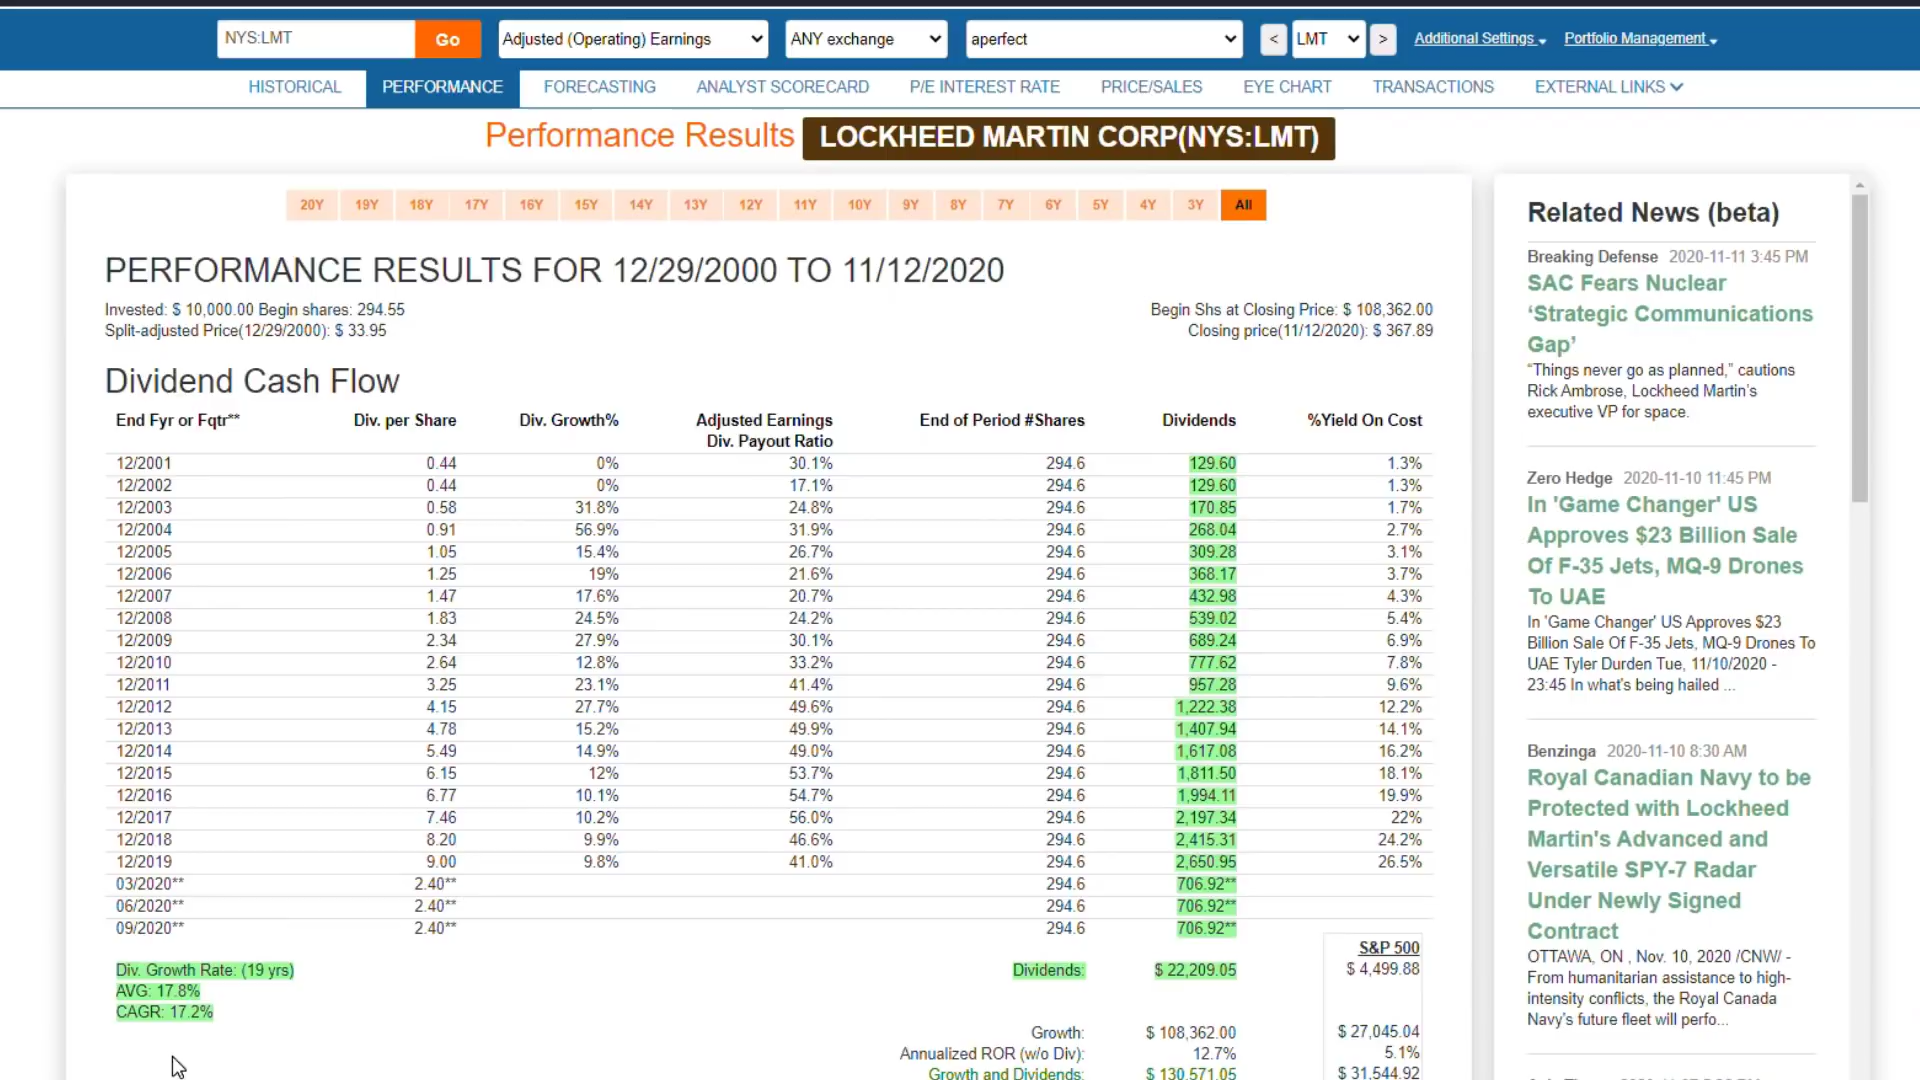 NYS:LMT Go Adjusted (Operating) Earnings ANY exchange aperfect < LMT > Additional Settings Portfolio Management
HISTORICAL PERFORMANCE FORECASTING ANALYST SCORECARD P/E INTEREST RATE PRICE/SALES EYE CHART TRANSACTIONS EXTERNAL LINKS
Performance Results LOCKHEED MARTIN CORP(NYS:LMT)
20Y 19Y 18Y 17Y 16Y 15Y 14Y 13Y 12Y 11Y 10Y 9Y 8Y 7Y 6Y 5Y 4Y 3Y All
PERFORMANCE RESULTS FOR 12/29/2000 TO 11/12/2020
Invested: $ 10,000.00 Begin shares: 294.55 Begin Shs at Closing Price: $ 108,362.00
Split-adjusted Price(12/29/2000): $ 33.95 Closing price(11/12/2020): $ 367.89
Dividend Cash Flow
End Fyr or Fqtr** Div. per Share Div. Growth% Adjusted Earnings End of Period #Shares Dividends %Yield On Cost
Div. Payout Ratio
12/2001 0.44 0% 30.1% 294.6 129.60 1.3%
12/2002 0.44 0% 17.1% 294.6 129.60 1.3%
12/2003 0.58 31.8% 24.8% 294.6 170.85 1.7%
12/2004 0.91 56.9% 31.9% 294.6 268.04 2.7%
12/2005 1.05 15.4% 26.7% 294.6 309.28 3.1%
12/2006 1.25 19% 21.6% 294.6 368.17 3.7%
12/2007 1.47 17.6% 20.7% 294.6 432.98 4.3%
12/2008 1.83 24.5% 24.2% 294.6 539.02 5.4%
12/2009 2.34 27.9% 30.1% 294.6 689.24 6.9%
12/2010 2.64 12.8% 33.2% 294.6 777.62 7.8%
12/2011 3.25 23.1% 41.4% 294.6 957.28 9.6%
12/2012 4.15 27.7% 49.6% 294.6 1,222.38 12.2%
12/2013 4.78 15.2% 49.9% 294.6 1,407.94 14.1%
12/2014 5.49 14.9% 49.0% 294.6 1,617.08 16.2%
12/2015 6.15 12% 53.7% 294.6 1,811.50 18.1%
12/2016 6.77 10.1% 54.7% 294.6 1,994.11 19.9%
12/2017 7.46 10.2% 56.0% 294.6 2,197.34 22%
12/2018 8.20 9.9% 46.6% 294.6 2,415.31 24.2%
12/2019 9.00 9.8% 41.0% 294.6 2,650.95 26.5%
03/2020** 2.40** 294.6 706.92**
06/2020** 2.40** 294.6 706.92**
09/2020** 2.40** 294.6 706.92**
S&P 500
Div. Growth Rate: (19 yrs) Dividends: $ 22,209.05 $ 4,499.88
AVG: 17.8%
CAGR: 17.2%
Growth: $ 108,362.00 $ 27,045.04
Annualized ROR (w/o Div): 12.7% 5.1%
Growth and Dividends: $ 130,571.05 $ 31,544.92
Related News (beta)
Breaking Defense 2020-11-11 3:45 PM
SAC Fears Nuclear
‘Strategic Communications
Gap’
“Things never go as planned,” cautions
Rick Ambrose, Lockheed Martin’s
executive VP for space.
Zero Hedge 2020-11-10 11:45 PM
In 'Game Changer' US
Approves $23 Billion Sale
Of F-35 Jets, MQ-9 Drones
To UAE
In 'Game Changer' US Approves $23
Billion Sale Of F-35 Jets, MQ-9 Drones To
UAE Tyler Durden Tue, 11/10/2020 -
23:45 In what's being hailed ...
Benzinga 2020-11-10 8:30 AM
Royal Canadian Navy to be
Protected with Lockheed
Martin's Advanced and
Versatile SPY-7 Radar
Under Newly Signed
Contract
OTTAWA, ON , Nov. 10, 2020 /CNW/ -
From humanitarian assistance to high-
intensity conflicts, the Royal Canada
Navy's future fleet will perfo...